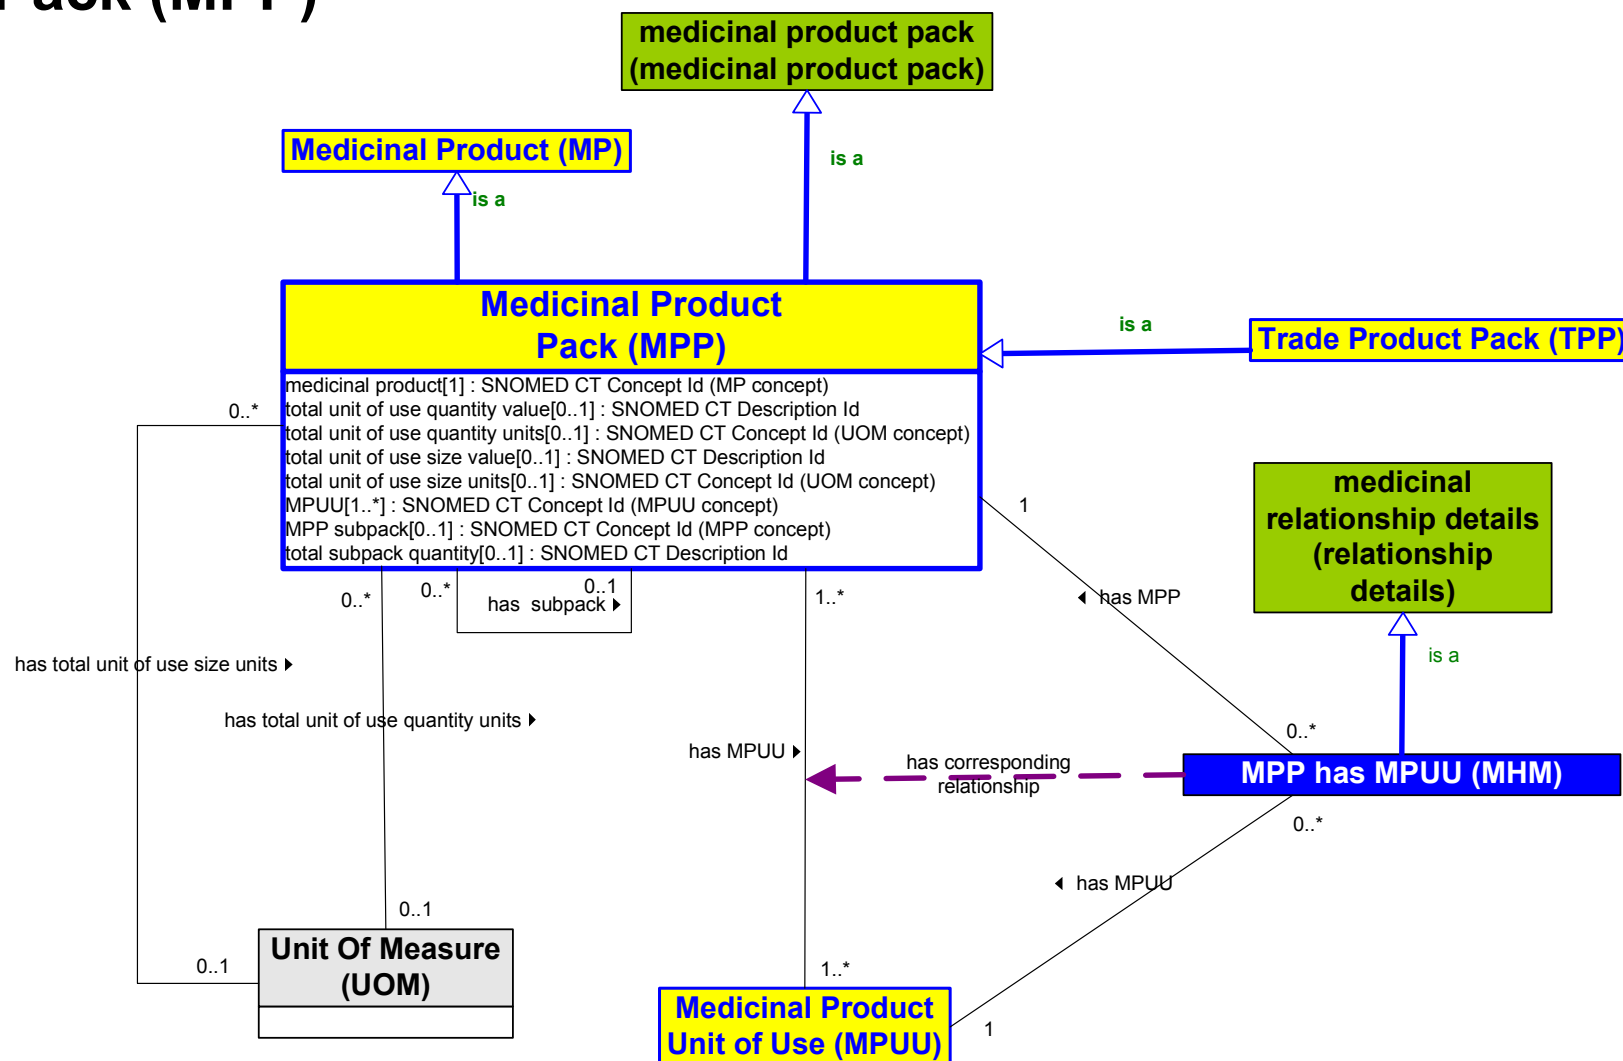 Pack (MPP)
medicinal product pack
(medicinal product pack)
Medicinal Product (MP)
is a
is a
Medicinal Product
Pack (MPP)
is a
Trade Product Pack (TPP)
medicinal product[1] : SNOMED CT Concept Id (MP concept)
total unit of use quantity value[0..1] : SNOMED CT Description Id
total unit of use quantity units[0..1] : SNOMED CT Concept Id (UOM concept)
total unit of use size value[0..1] : SNOMED CT Description Id
total unit of use size units[0..1] : SNOMED CT Concept Id (UOM concept)
MPUU[1..*] : SNOMED CT Concept Id (MPUU concept)
MPP subpack[0..1] : SNOMED CT Concept Id (MPP concept)
total subpack quantity[0..1] : SNOMED CT Description Id
0..*
medicinal
relationship details
(relationship
details)
1
0..*
0..*
0..1
has subpack
1..*
has MPP
is a
has total unit of use size units
has total unit of use quantity units
has MPUU
0..*
has corresponding
relationship
MPP has MPUU (MHM)
0..*
has MPUU
0..1
0..1
Unit Of Measure
(UOM)
1..*
Medicinal Product
Unit of Use (MPUU)
1